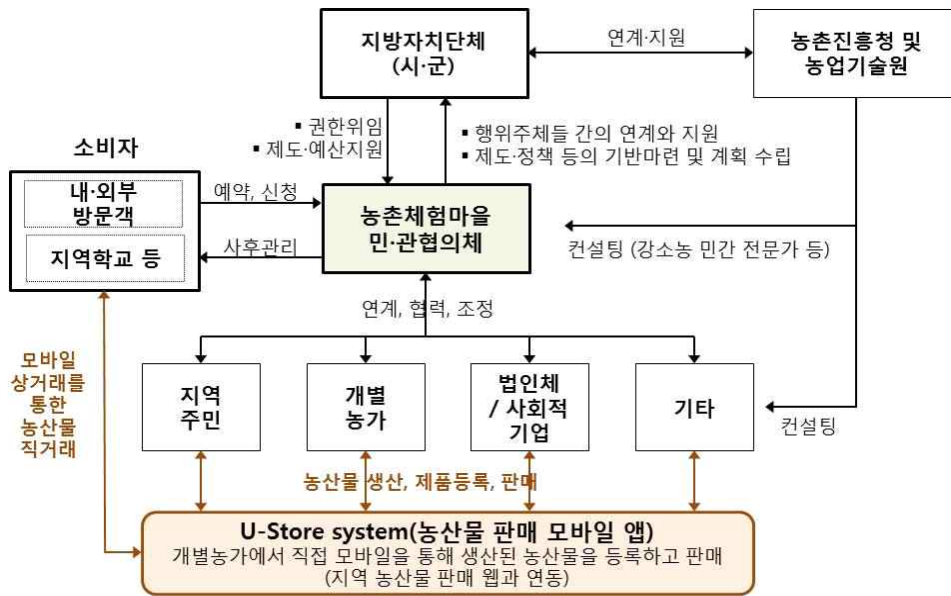 지방자치단체
(시·군)
연계·지원
농촌진흥청 및
농업기술원
▪ 권한위임
▪ 제도·예산지원
▪ 행위주체들 간의 연계와 지원
▪ 제도·정책 등의 기반마련 및 계획 수립
소비자
내·외부
방문객
지역학교 등
예약, 신청
사후관리
농촌체험마을
민·관협의체
컨설팅 (강소농 민간 전문가 등)
연계, 협력, 조정
모바일
상거래를
통한
농산물
직거래
지역
주민
개별
농가
법인체
/ 사회적
기업
기타
컨설팅
농산물 생산, 제품등록, 판매
U-Store system(농산물 판매 모바일 앱)
개별농가에서 직접 모바일을 통해 생산된 농산물을 등록하고 판매
(지역 농산물 판매 웹과 연동)